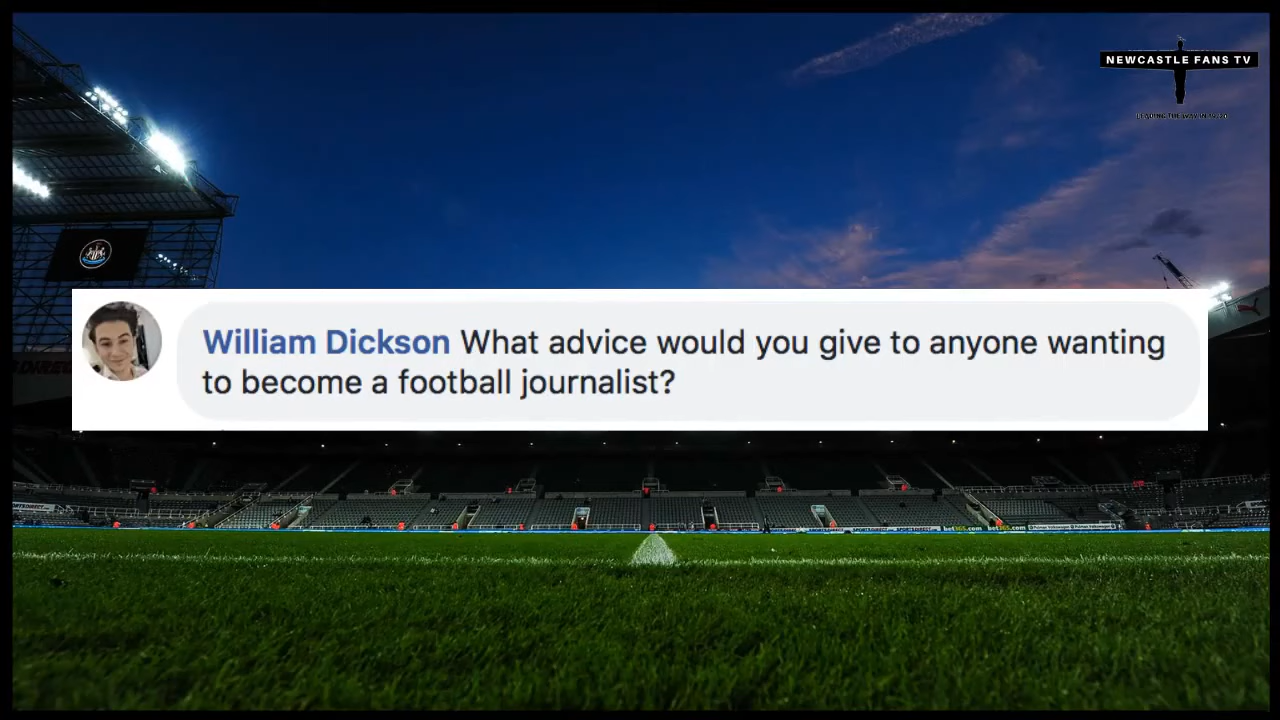 NEWCASTLE FANS TV
William Dickson What advice would you give to anyone wanting
to become a football journalist?